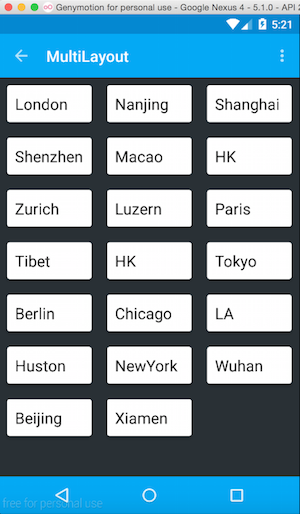 Genymotion for personal use - Google Nexus 4 - 5.1.0 - API 2
5:21
MultiLayout
London Nanjing Shanghai
Shenzhen Macao HK
Zurich Luzern Paris
Tibet HK Tokyo
Berlin Chicago LA
Huston NewYork Wuhan
Beijing Xiamen
free for personal use